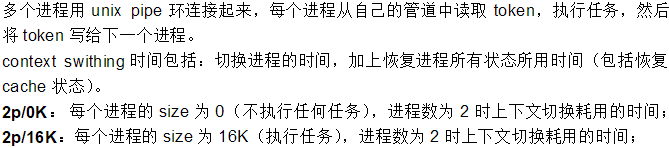 多个进程用 unix pipe 环连接起来，每个进程从自己的管道中读取 token，执行任务，然后
将 token 写给下一个进程。
context swithing 时间包括：切换进程的时间，加上恢复进程所有状态所用时间（包括恢复
cache 状态）。
2p/0K： 每个进程的 size 为 0（不执行任何任务），进程数为 2 时上下文切换耗用的时间；
2p/16K：每个进程的 size 为 16K（执行任务），进程数为 2 时上下文切换耗用的时间；